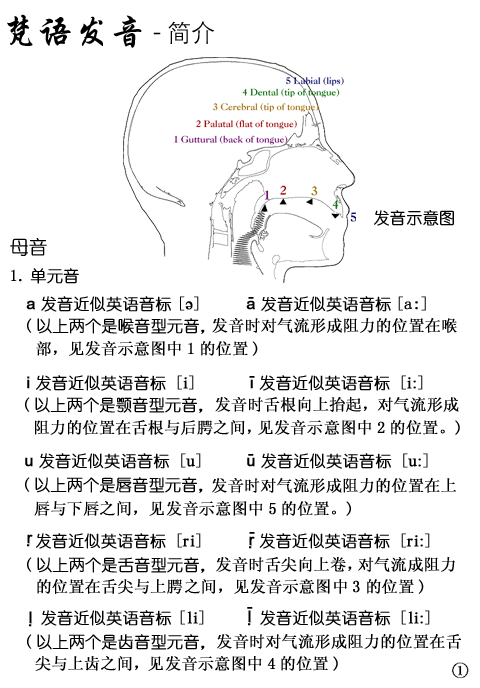 梵语发音 - 简介
5 Labial (lips)
4 Dental (tip of tongue)
3 Cerebral (tip of tongue)
2 Palatal (flat of tongue)
1 Guttural (back of tongue)
1 2 3 4 5
发音示意图
母音
1. 单元音
a 发音近似英语音标 [ə] ā 发音近似英语音标 [a:]
( 以上两个是喉音型元音, 发音时对气流形成阻力的位置在喉
部, 见发音示意图中 1 的位置 )
i 发音近似英语音标 [i] ī 发音近似英语音标 [i:]
( 以上两个是颚音型元音, 发音时舌根向上抬起, 对气流形成
阻力的位置在舌根与后腭之间, 见发音示意图中 2 的位置。)
u 发音近似英语音标 [u] ū 发音近似英语音标 [u:]
( 以上两个是唇音型元音, 发音时对气流形成阻力的位置在上
唇与下唇之间, 见发音示意图中 5 的位置。)
ṛ 发音近似英语音标 [ri] ṝ 发音近似英语音标 [ri:]
( 以上两个是舌音型元音, 发音时舌尖向上卷, 对气流成阻力
的位置在舌尖与上腭之间, 见发音示意图中 3 的位置 )
ḷ 发音近似英语音标 [li] ḹ 发音近似英语音标 [li:]
( 以上两个是齿音型元音, 发音时对气流形成阻力的位置在舌
尖与上齿之间, 见发音示意图中 4 的位置 )
①